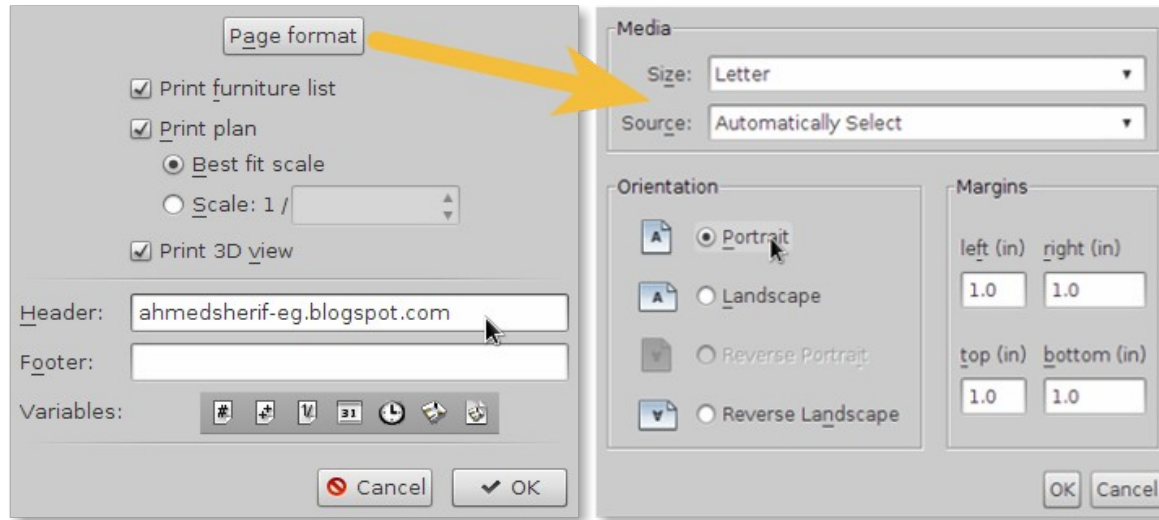 Page format
Print furniture list
Print plan
Best fit scale
Scale: 1 /
Print 3D view
Header: ahmedsherif-eg.blogspot.com
Footer:
Variables: # 1/ 31
Cancel OK
Media
Size: Letter
Source: Automatically Select
Orientation
A Portrait
A Landscape
Reverse Portrait
Reverse Landscape
Margins
left (in) right (in)
1.0 1.0
top (in) bottom (in)
1.0 1.0
OK Cancel